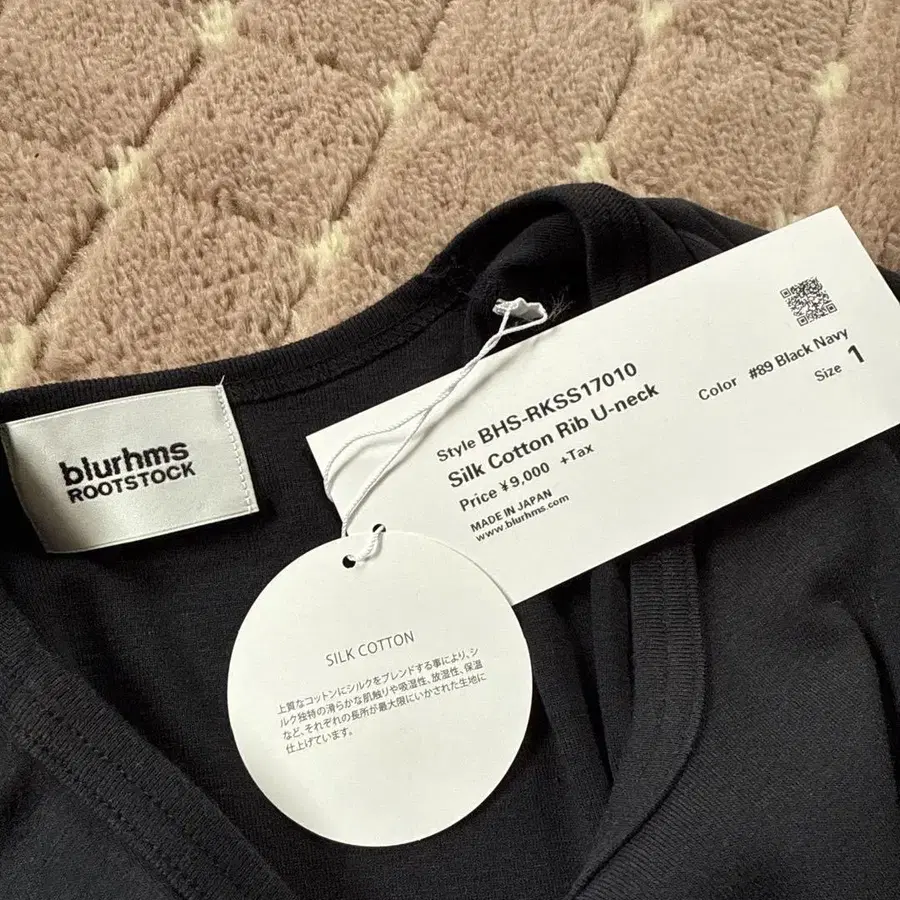 blurhms
ROOTSTOCK
Style BHS-RKSS17010
Silk Cotton Rib U-neck
Price ¥9,000 +Tax
MADE IN JAPAN
www.blurhms.com
Color #89 Black Navy
Size 1
SILK COTTON
上質なコットンにシルクをブレンドする事により、シ
ルク独特の滑らかな肌触りや吸湿性、放湿性、保温
など、それぞれの長所が最大限にいかされた生地に
仕上げています。